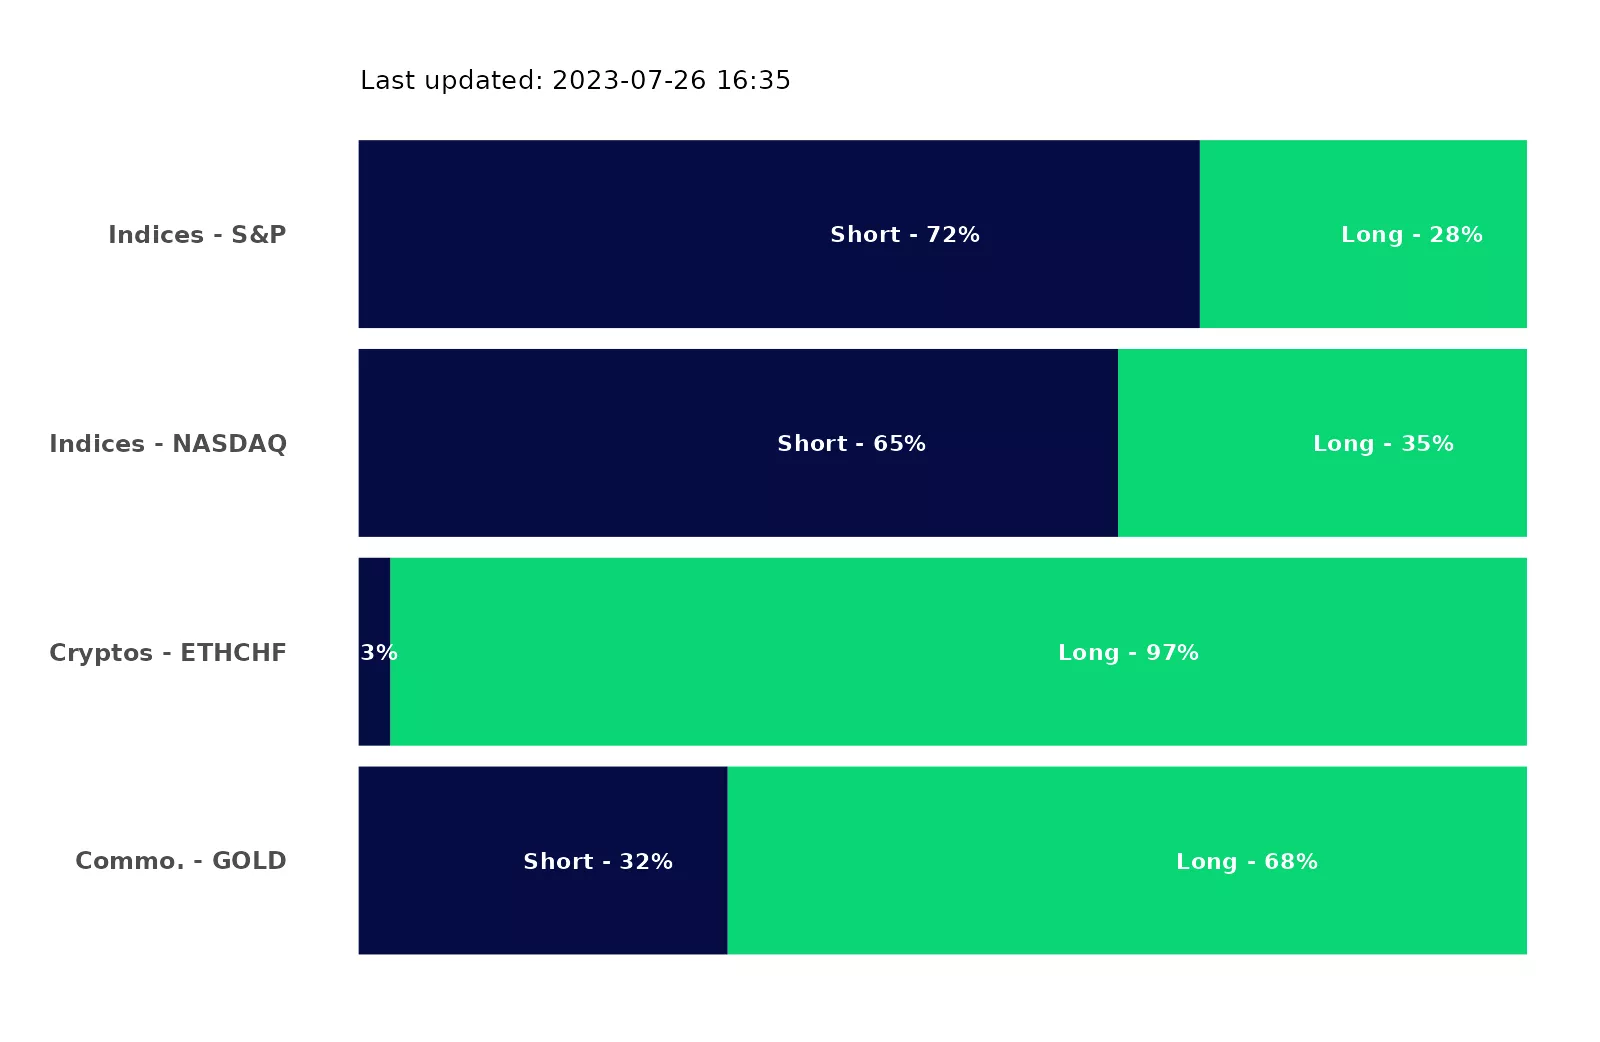 Last updated: 2023-07-26 16:35
Indices - S&P Short - 72% Long - 28%
Indices - NASDAQ Short - 65% Long - 35%
Cryptos - ETHCHF 3% Long - 97%
Commo. - GOLD Short - 32% Long - 68%